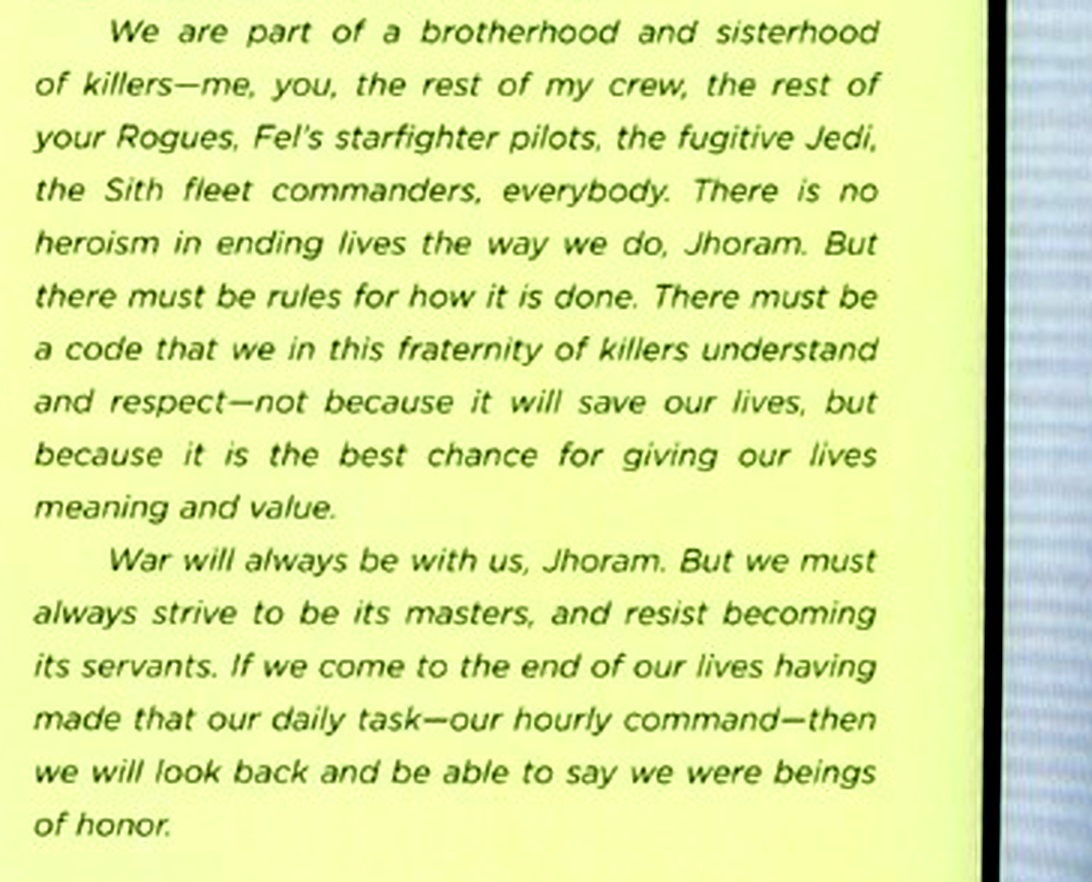 We are part of a brotherhood and sisterhood
of killers—me, you, the rest of my crew, the rest of
your Rogues, Fel's starfighter pilots, the fugitive Jedi,
the Sith fleet commanders, everybody. There is no
heroism in ending lives the way we do, Jhoram. But
there must be rules for how it is done. There must be
a code that we in this fraternity of killers understand
and respect—not because it will save our lives, but
because it is the best chance for giving our lives
meaning and value.
War will always be with us, Jhoram. But we must
always strive to be its masters, and resist becoming
its servants. If we come to the end of our lives having
made that our daily task—our hourly command—then
we will look back and be able to say we were beings
of honor.